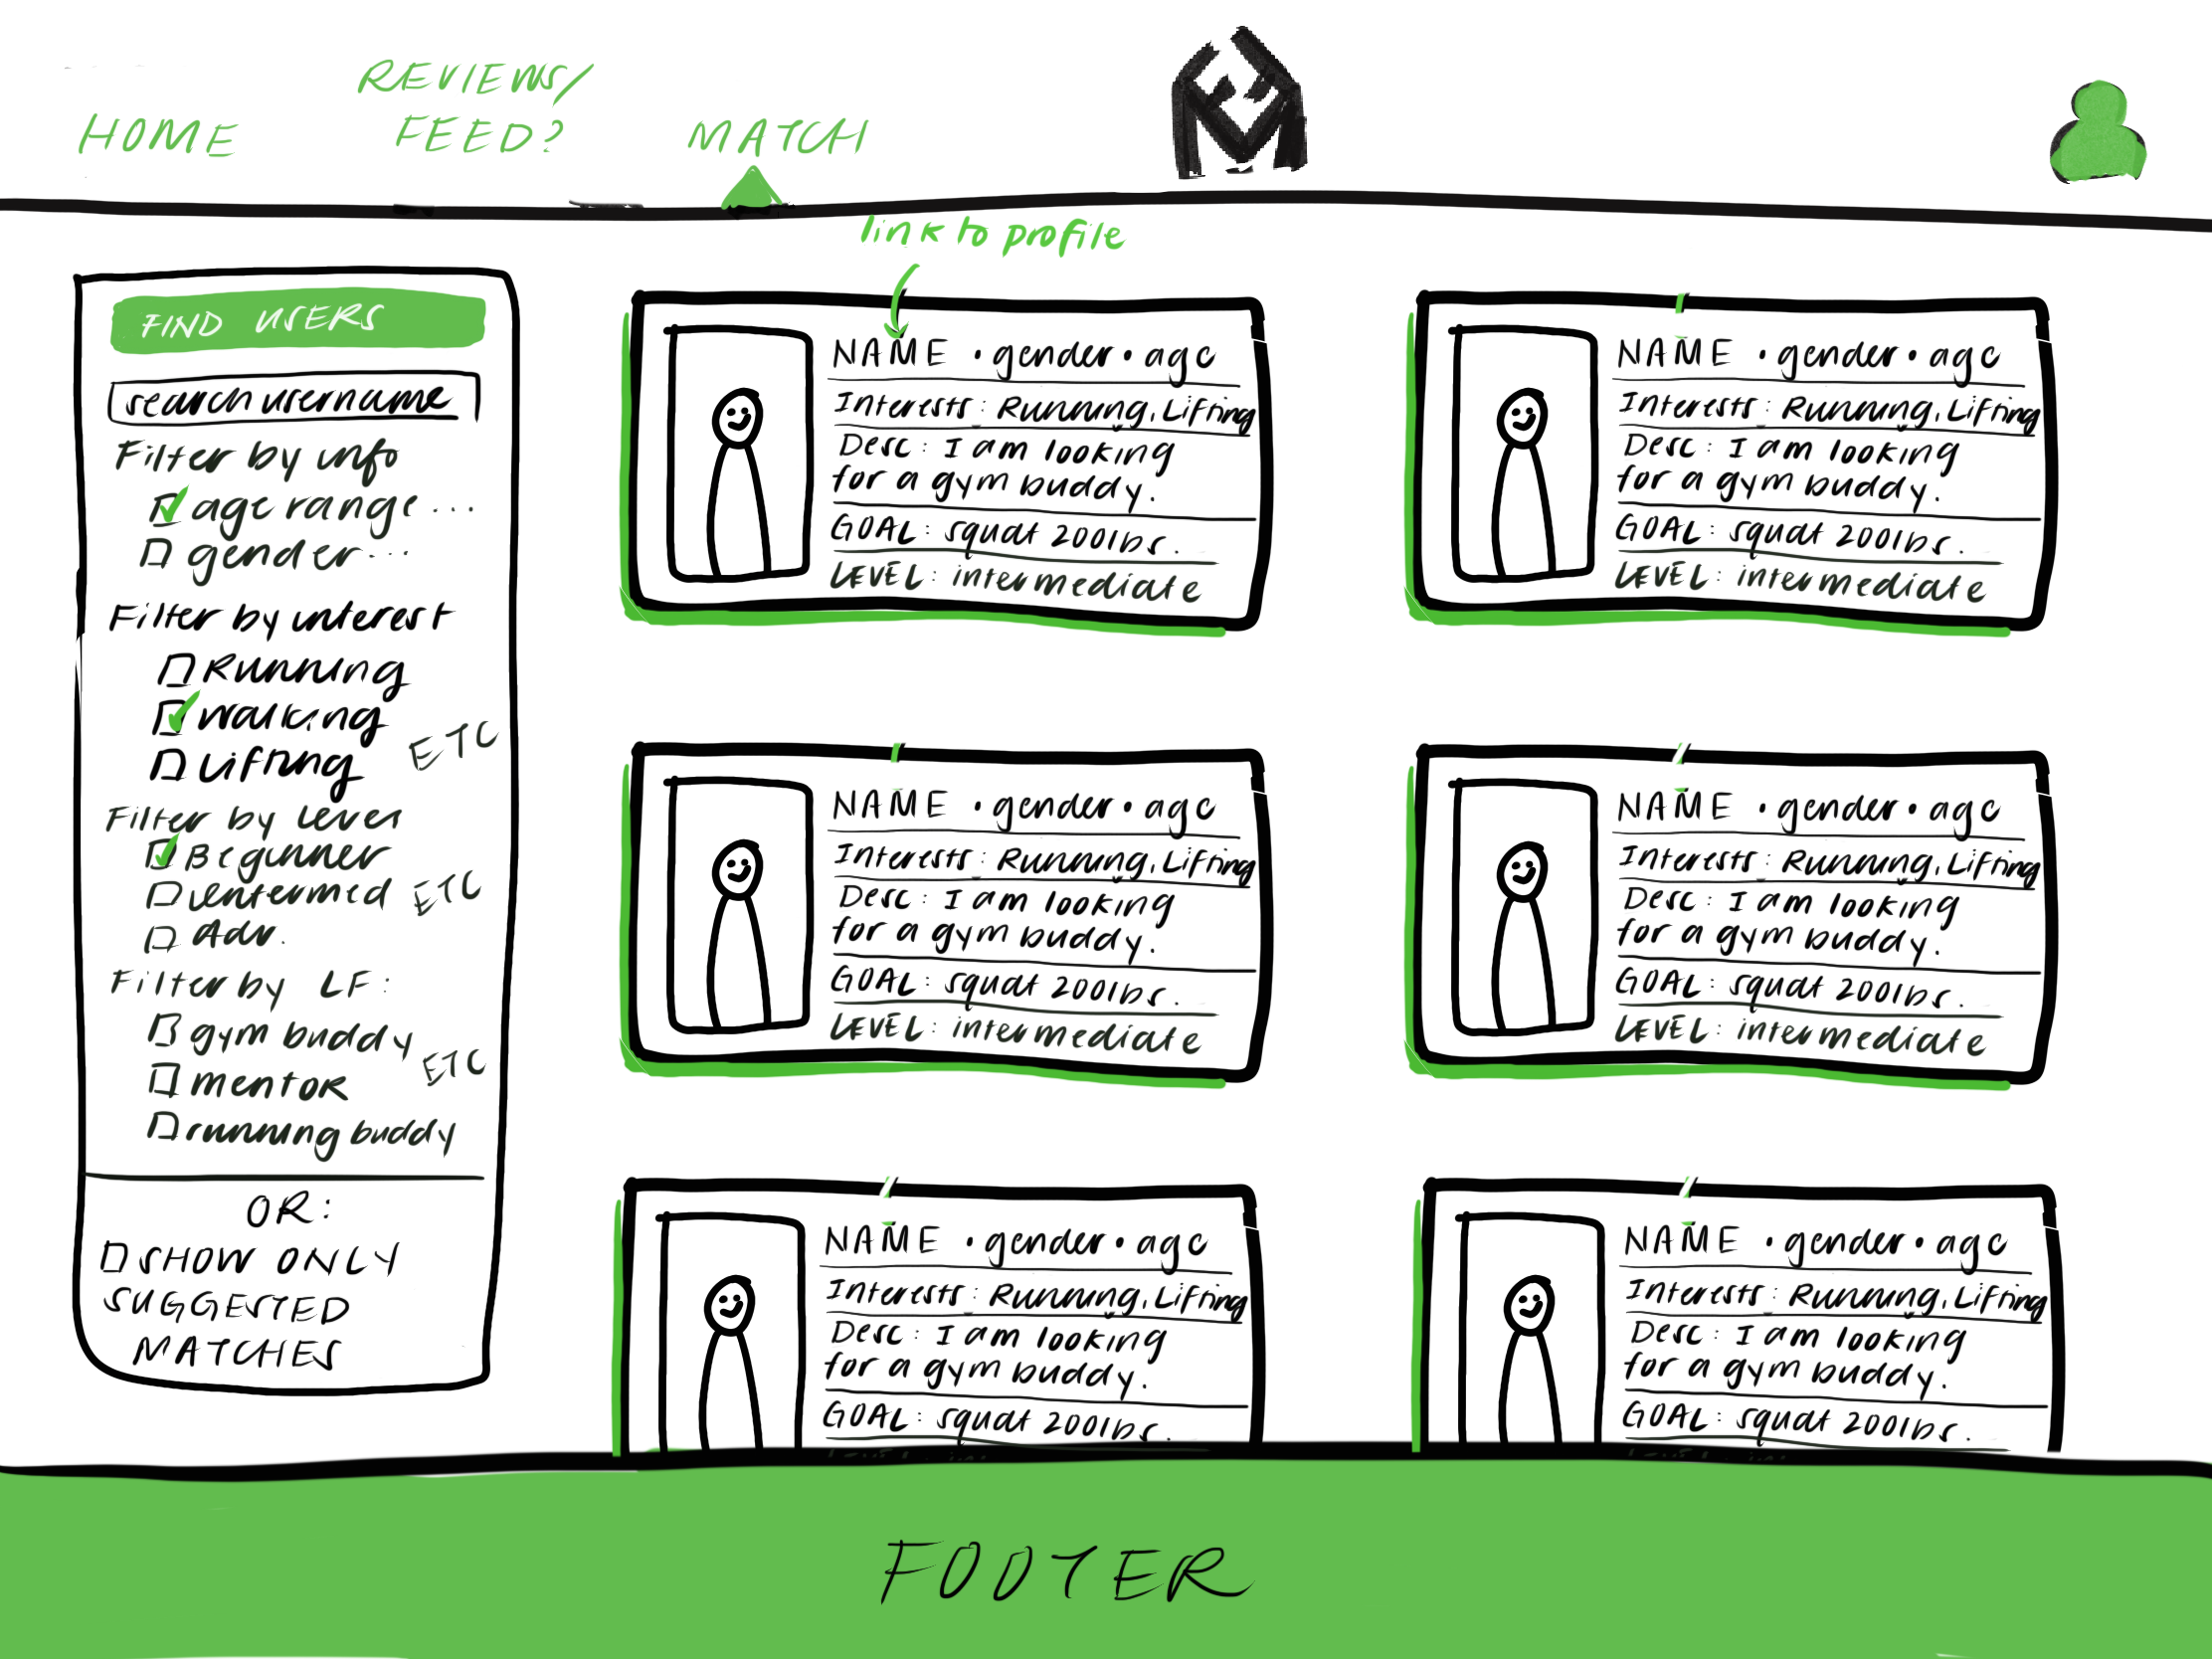 HOME
REVIEWS/
FEED?
MATCH
link to profile
FIND USERS
search username
Filter by info
age range...
gender...
Filter by interest
Running
Walking
Lifting
ETC
Filter by level
Beginner
intermed
ETC
Adv.
Filter by LF:
gym buddy
ETC
mentor
running buddy
OR:
SHOW ONLY
SUGGESTED
MATCHES
NAME • gender • age
Interests: Running, Lifting
Desc: I am looking
for a gym buddy.
GOAL: squat 200lbs.
LEVEL: intermediate
NAME • gender • age
Interests: Running, Lifting
Desc: I am looking
for a gym buddy.
GOAL: squat 200lbs.
LEVEL: intermediate
NAME • gender • age
Interests: Running, Lifting
Desc: I am looking
for a gym buddy.
GOAL: squat 200lbs.
LEVEL: intermediate
NAME • gender • age
Interests: Running, Lifting
Desc: I am looking
for a gym buddy.
GOAL: squat 200lbs.
LEVEL: intermediate
NAME • gender • age
Interests: Running, Lifting
Desc: I am looking
for a gym buddy.
GOAL: squat 200lbs.
NAME • gender • age
Interests: Running, Lifting
Desc: I am looking
for a gym buddy.
GOAL: squat 200lbs.
FOOTER